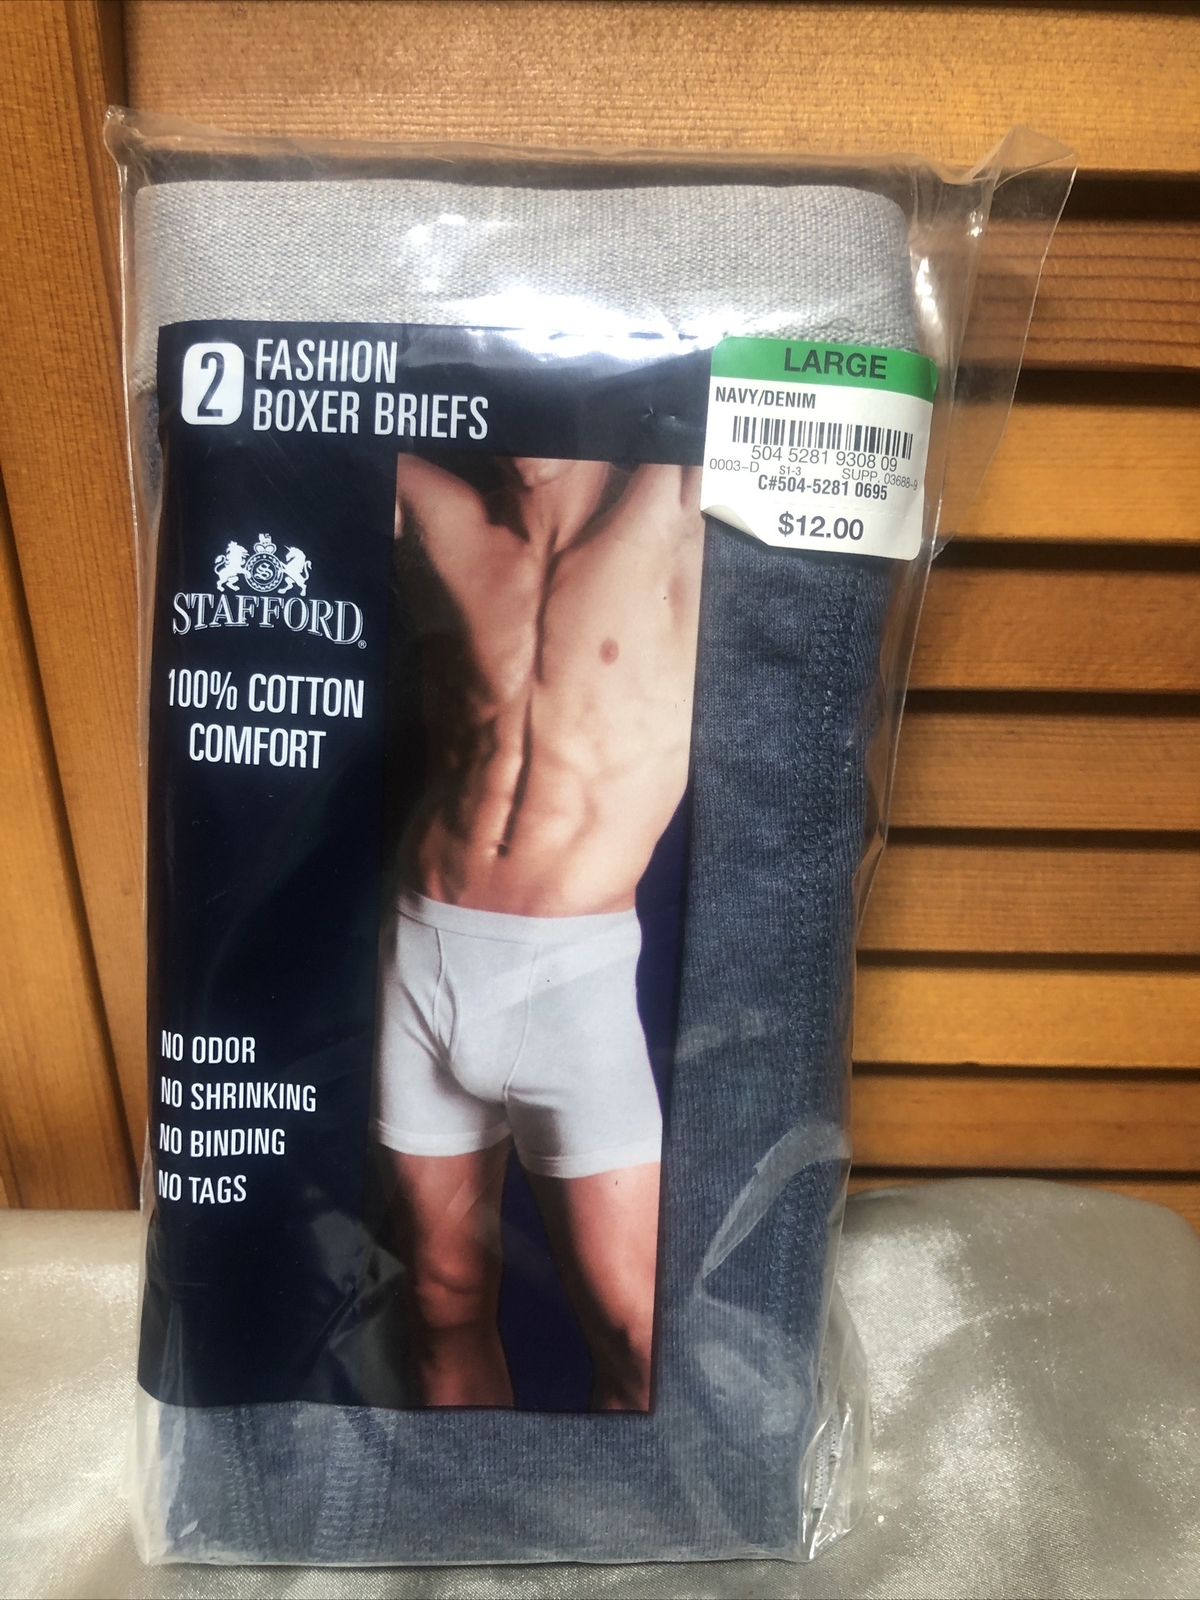 2 FASHION
BOXER BRIEFS
LARGE
NAVY/DENIM
504 5281 9308 09
0003-D S1-3 SUPP. 03688-9
C#504-5281 0695
$12.00
S
STAFFORD®
100% COTTON
COMFORT
NO ODOR
NO SHRINKING
NO BINDING
NO TAGS